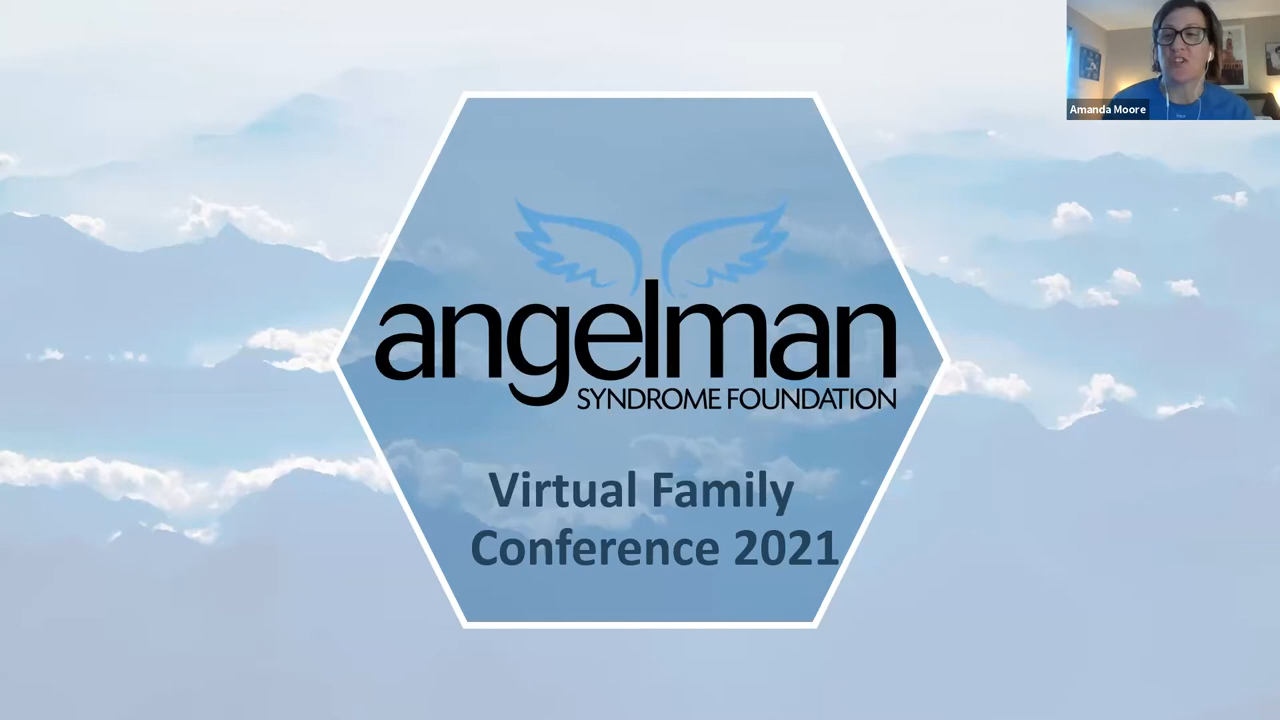 Amanda Moore
angelman
SYNDROME FOUNDATION
Virtual Family
Conference 2021